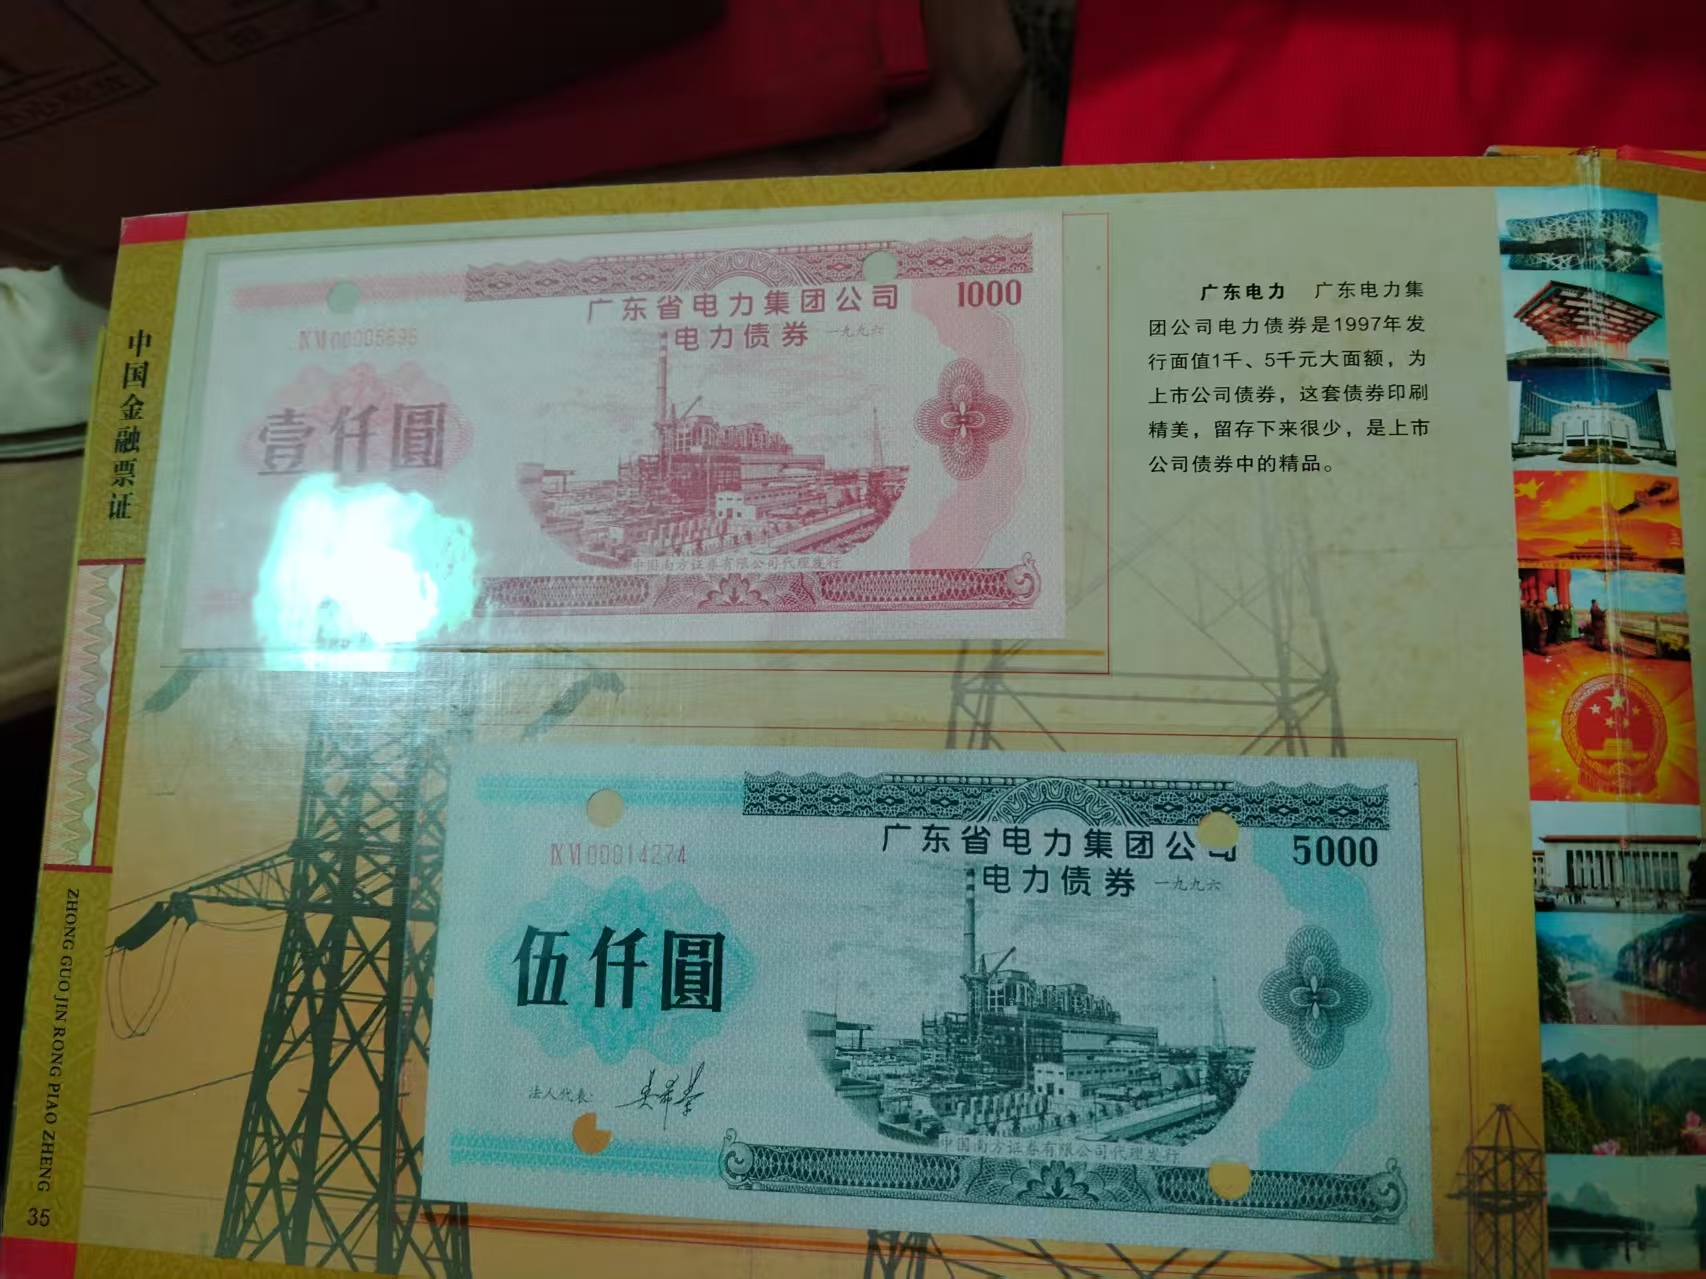 中国金融票证
ZHONG GUO JIN RONG PIAO ZHENG
35
广东省电力集团公司
1000
电力债券 一九九六
IX VI 00005696
壹仟圆
中国南方证券有限公司代理发行
广东电力 广东电力集
团公司电力债券是1997年发
行面值1千、5千元大面额，为
上市公司债券，这套债券印刷
精美，留存下来很少，是上市
公司债券中的精品。
广东省电力集团公司
5000
电力债券 一九九六
IX VI 00014274
伍仟圆
法人代表:
中国南方证券有限公司代理发行